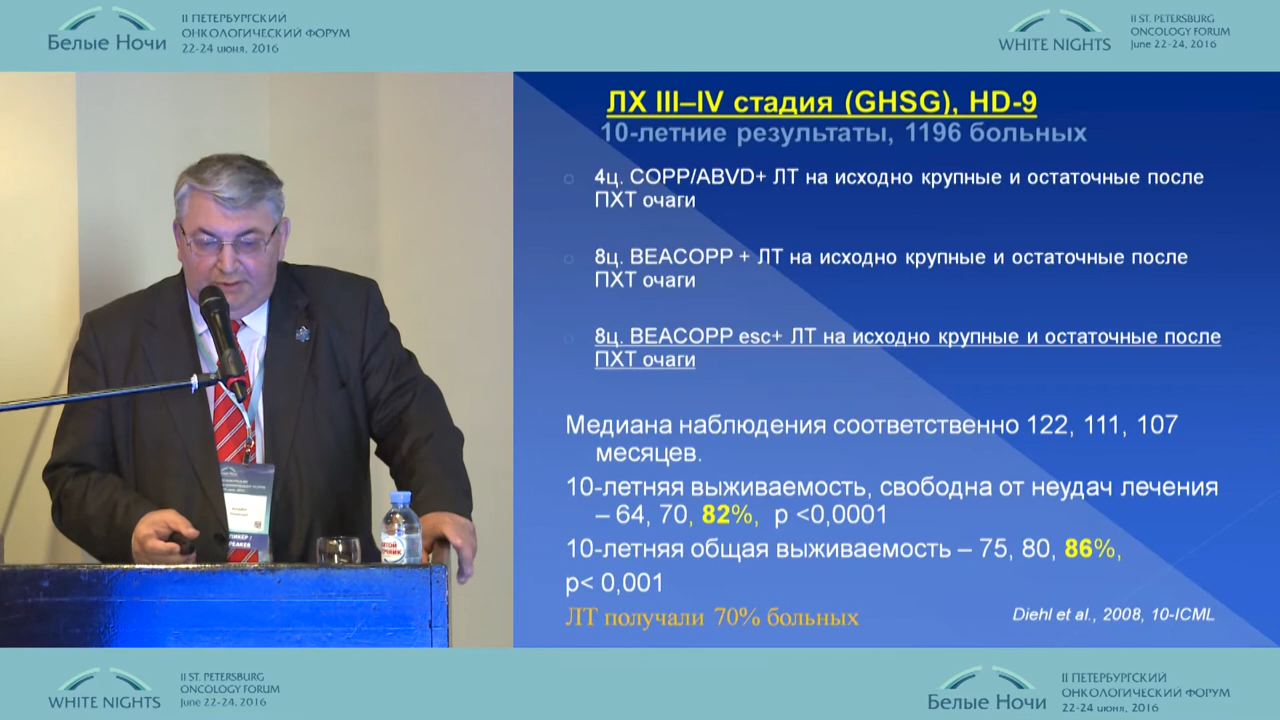 Белые Ночи
II ПЕТЕРБУРГСКИЙ
ОНКОЛОГИЧЕСКИЙ ФОРУМ
22-24 июня, 2016
WHITE NIGHTS
II ST. PETERSBURG
ONCOLOGY FORUM
June 22-24, 2016
ЛХ III–IV стадия (GHSG), HD-9
10-летние результаты, 1196 больных
4ц. COPP/ABVD+ ЛТ на исходно крупные и остаточные после
ПХТ очаги
8ц. BEACOPP + ЛТ на исходно крупные и остаточные после
ПХТ очаги
8ц. BEACOPP esc+ ЛТ на исходно крупные и остаточные после
ПХТ очаги
Медиана наблюдения соответственно 122, 111, 107
месяцев.
10-летняя выживаемость, свободна от неудач лечения
– 64, 70, 82%, p <0,0001
10-летняя общая выживаемость – 75, 80, 86%,
p< 0,001
ЛТ получали 70% больных
Diehl et al., 2008, 10-ICML
WHITE NIGHTS
II ST. PETERSBURG
ONCOLOGY FORUM
June 22-24, 2016
Белые Ночи
II ПЕТЕРБУРГСКИЙ
ОНКОЛОГИЧЕСКИЙ ФОРУМ
22-24 июня, 2016